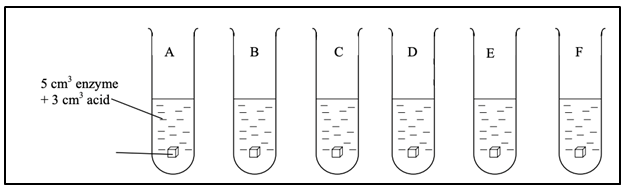 A B C D E F
5 cm³ enzyme
+ 3 cm³ acid